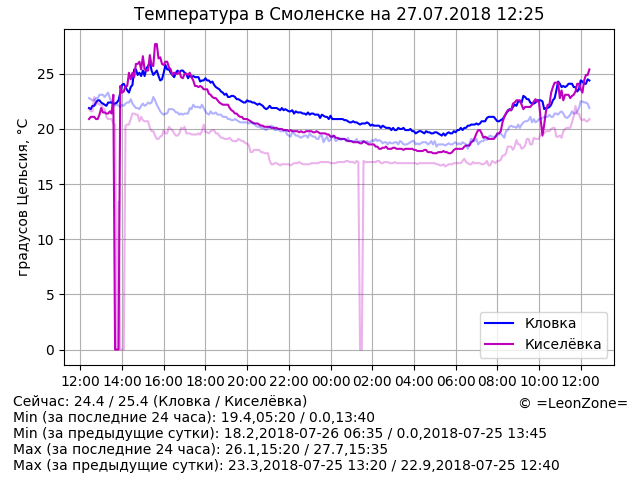 Температура в Смоленске на 27.07.2018 12:25
градусов Цельсия, °C
25
20
15
10
5
0
Кловка
Киселёвка
12:00 14:00 16:00 18:00 20:00 22:00 00:00 02:00 04:00 06:00 08:00 10:00 12:00
Сейчас: 24.4 / 25.4 (Кловка / Киселёвка)
© =LeonZone=
Min (за последние 24 часа): 19.4,05:20 / 0.0,13:40
Min (за предыдущие сутки): 18.2,2018-07-26 06:35 / 0.0,2018-07-25 13:45
Max (за последние 24 часа): 26.1,15:20 / 27.7,15:35
Max (за предыдущие сутки): 23.3,2018-07-25 13:20 / 22.9,2018-07-25 12:40